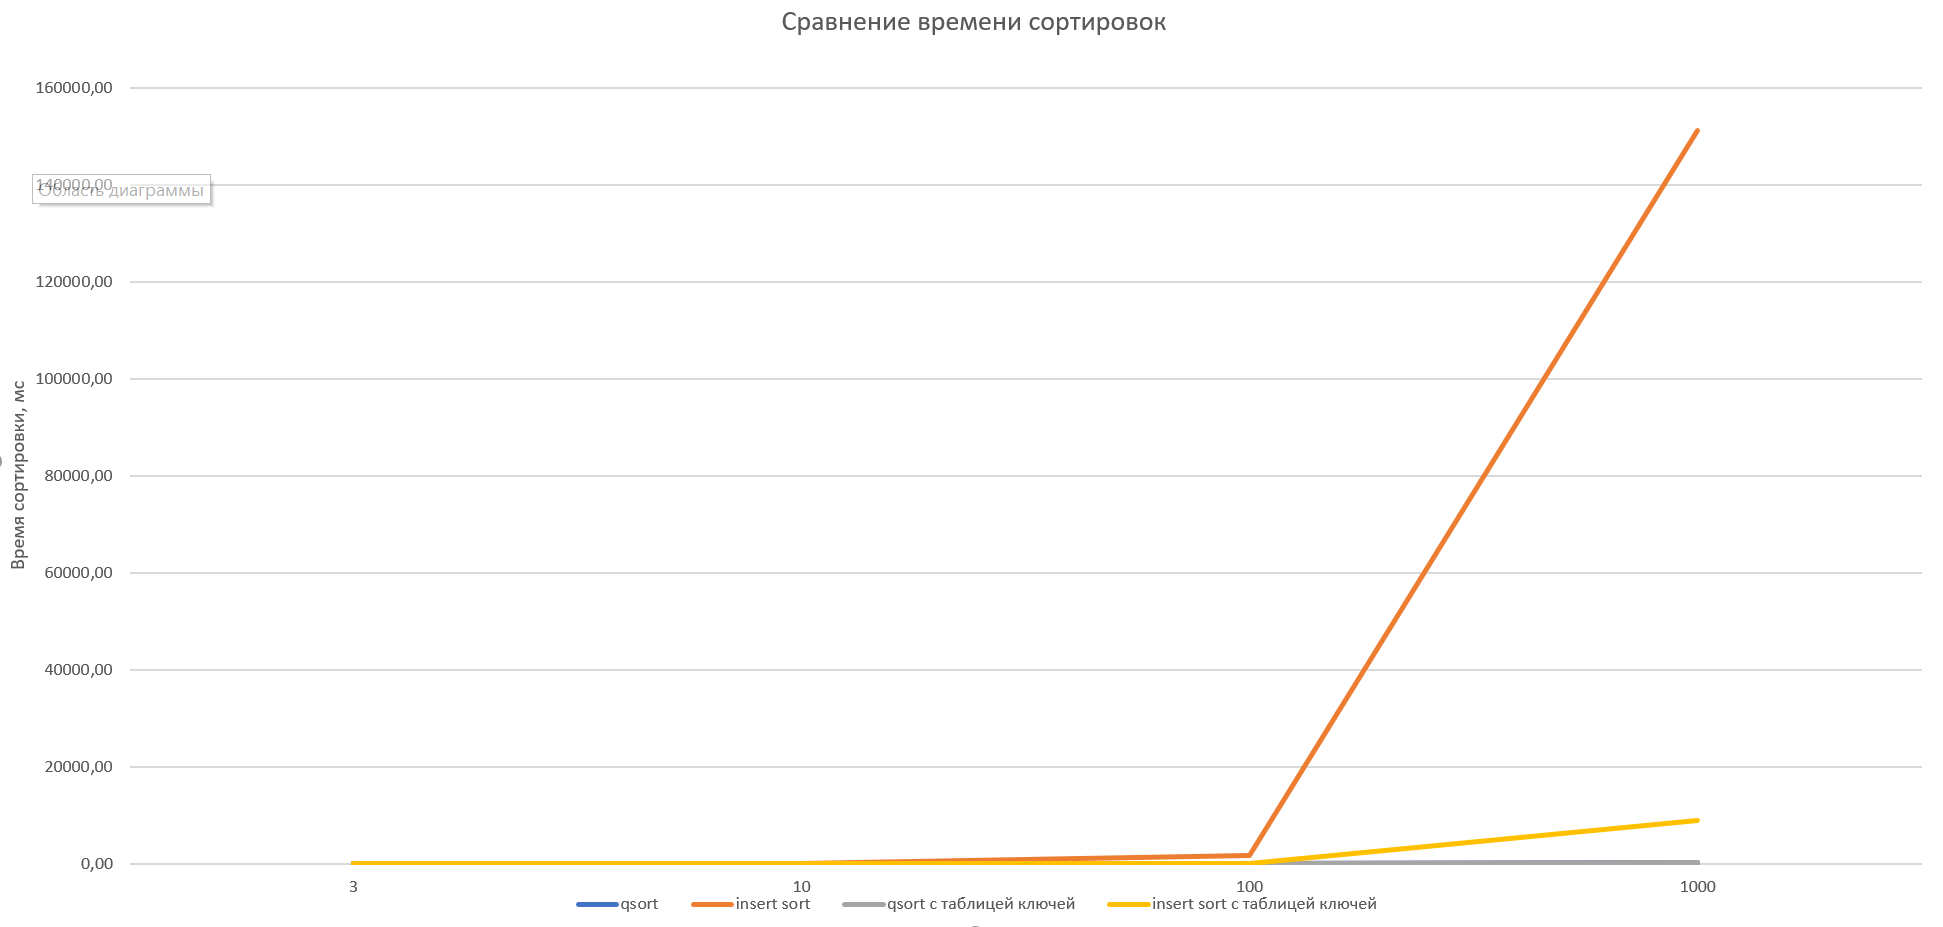 Сравнение времени сортировок
160000,00
140000,00
Область диаграммы
120000,00
100000,00
80000,00
60000,00
40000,00
20000,00
0,00
Время сортировки, мс
3 10 100 1000
qsort insert sort qsort с таблицей ключей insert sort с таблицей ключей